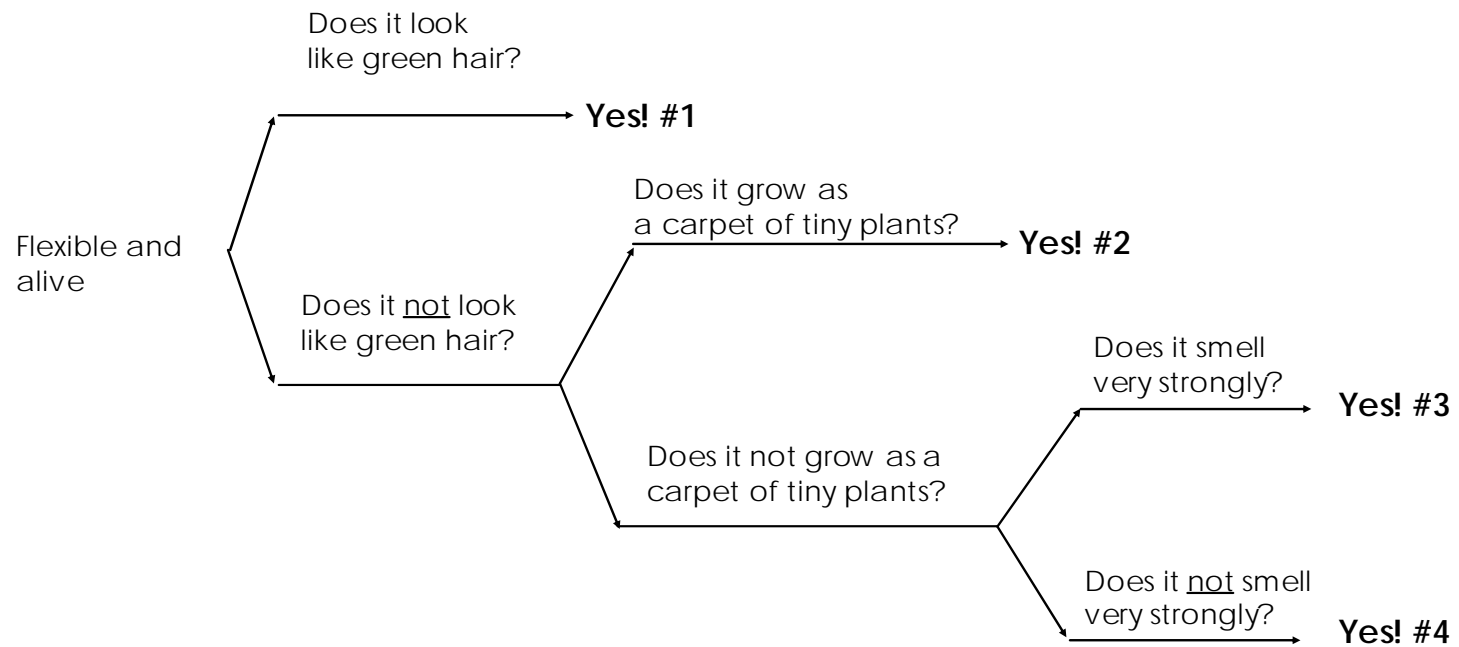 Does it look
like green hair?
Yes! #1
Does it grow as
a carpet of tiny plants?
Yes! #2
Flexible and
alive
Does it not look
like green hair?
Does it smell
very strongly?
Yes! #3
Does it not grow as a
carpet of tiny plants?
Does it not smell
very strongly?
Yes! #4